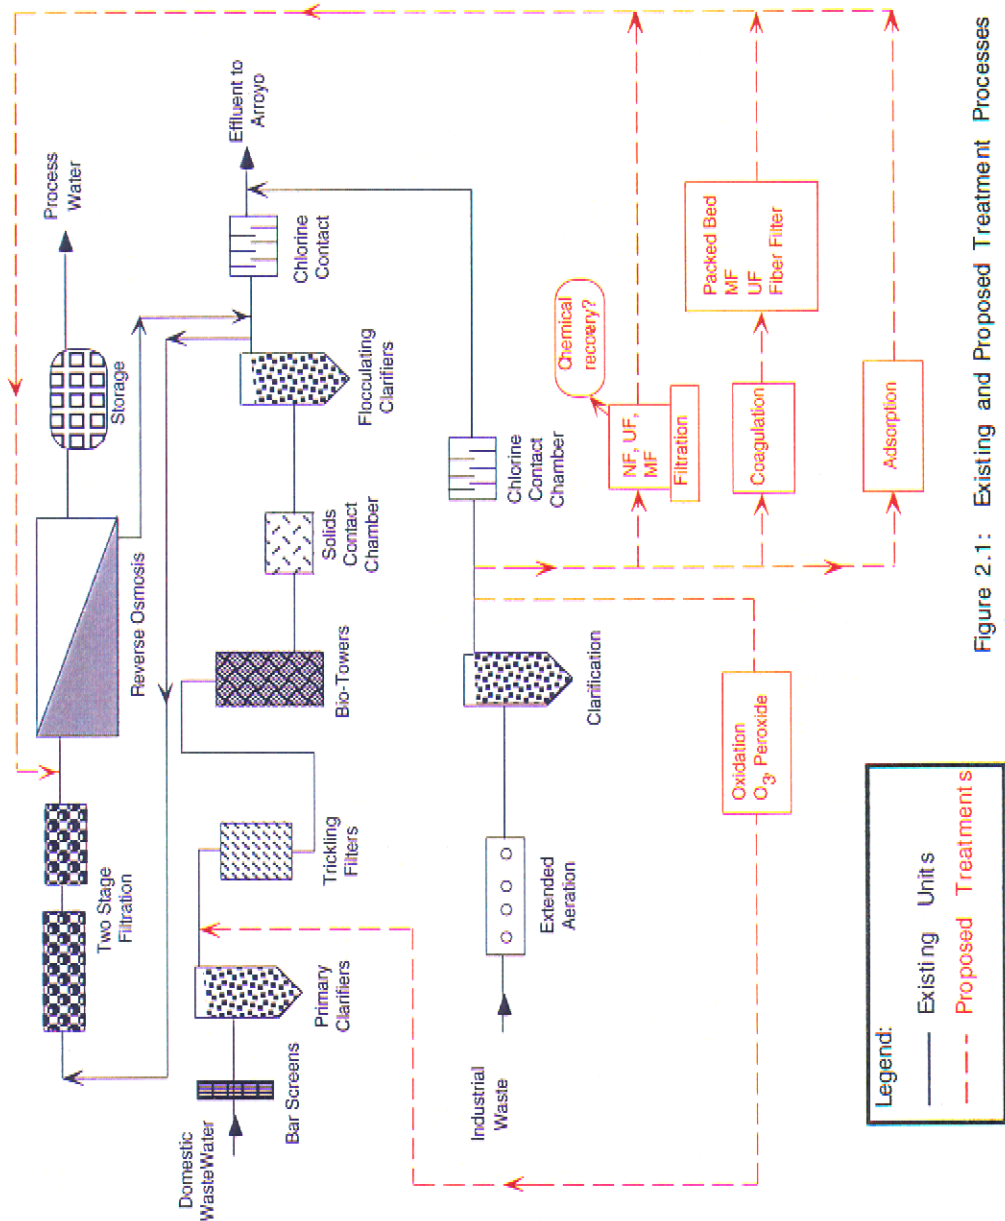 Process
Water
Storage
Reverse Osmosis
Two Stage
Filtration
Effluent to
Arroyo
Chlorine
Contact
Flocculating
Clarifiers
Solids
Contact
Chamber
Bio-Towers
Trickling
Filters
Primary
Clarifiers
Bar Screens
Domestic
WasteWater
Industrial
Waste
Extended
Aeration
Clarification
Chlorine
Contact
Chamber
Chemical
recovery?
NF, UF,
MF
Filtration
Packed Bed
MF
UF
Fiber Filter
Coagulation
Adsorption
Oxidation
O3, Peroxide
Legend:
Existing Units
Proposed Treatments
Figure 2.1: Existing and Proposed Treatment Processes